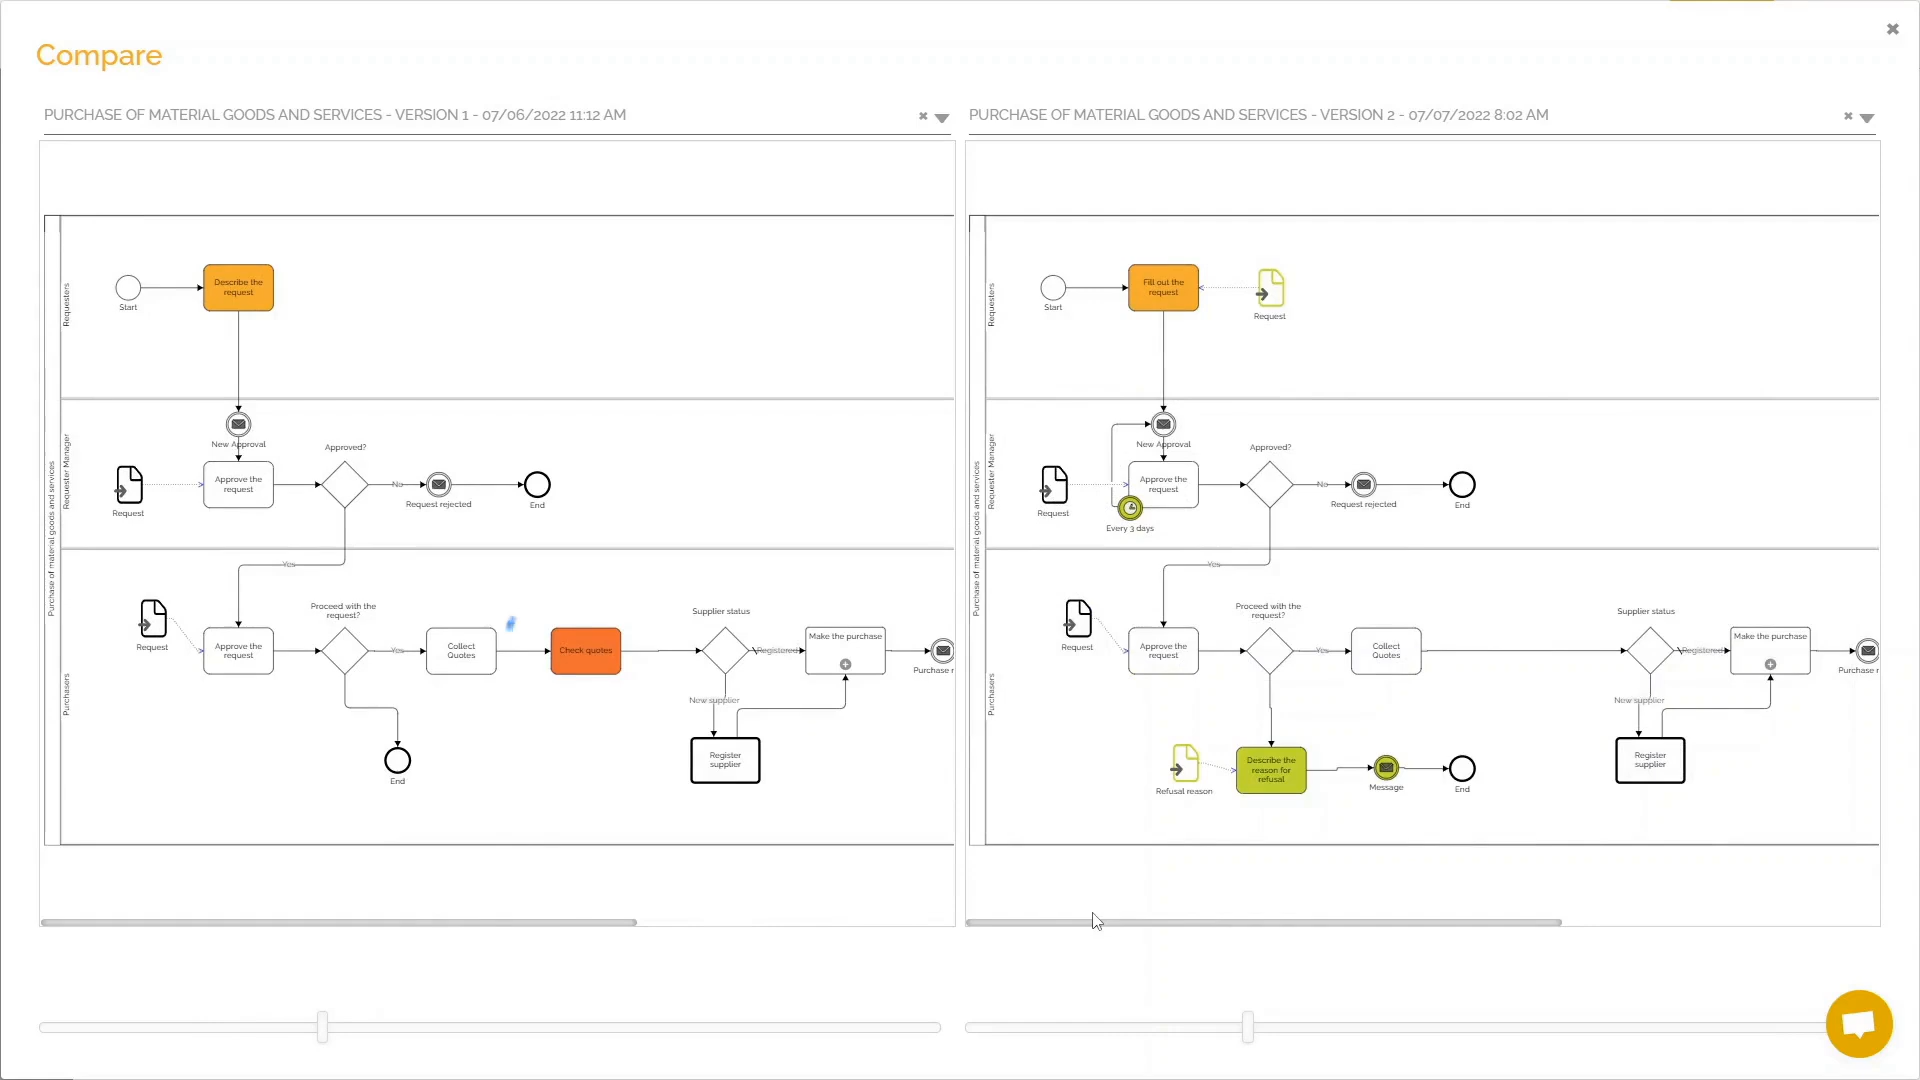 Compare
PURCHASE OF MATERIAL GOODS AND SERVICES - VERSION 1 - 07/06/2022 11:12 AM
Purchase of material goods and services
Requesters
Start
Describe the
request
Requester Manager
New Approval
Request
Approve the
request
Approved?
No
Request rejected
End
Yes
Purchasers
Request
Approve the
request
Proceed with the
request?
Yes
Collect
Quotes
Check quotes
Supplier status
Registered
Make the purchase
Purchase r
New supplier
Register
supplier
End
PURCHASE OF MATERIAL GOODS AND SERVICES - VERSION 2 - 07/07/2022 8:02 AM
Purchase of material goods and services
Requesters
Start
Fill out the
request
Request
Requester Manager
New Approval
Request
Approve the
request
Every 3 days
Approved?
No
Request rejected
End
Yes
Purchasers
Request
Approve the
request
Proceed with the
request?
Yes
Collect
Quotes
Supplier status
Registered
Make the purchase
Purchase r
New supplier
Register
supplier
Refusal reason
Describe the
reason for
refusal
Message
End